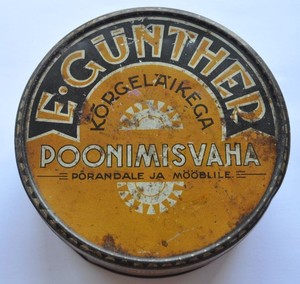 E. GÜNTHER
KÕRGELÄIKEGA
POONIMISVAHA
PÕRANDALE JA MÖÖBLILE